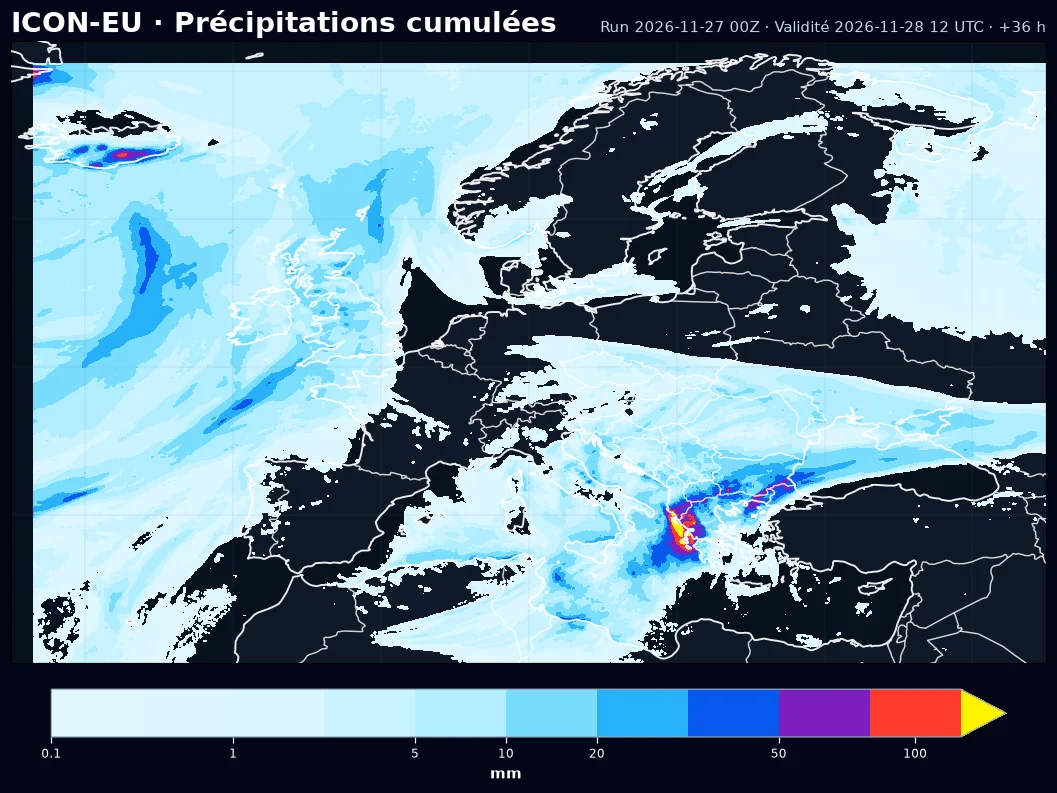 ICON-EU · Précipitations cumulées
Run 2026-11-27 00Z · Validité 2026-11-28 12 UTC · +36 h
0.1 1 5 10 20 50 100
mm